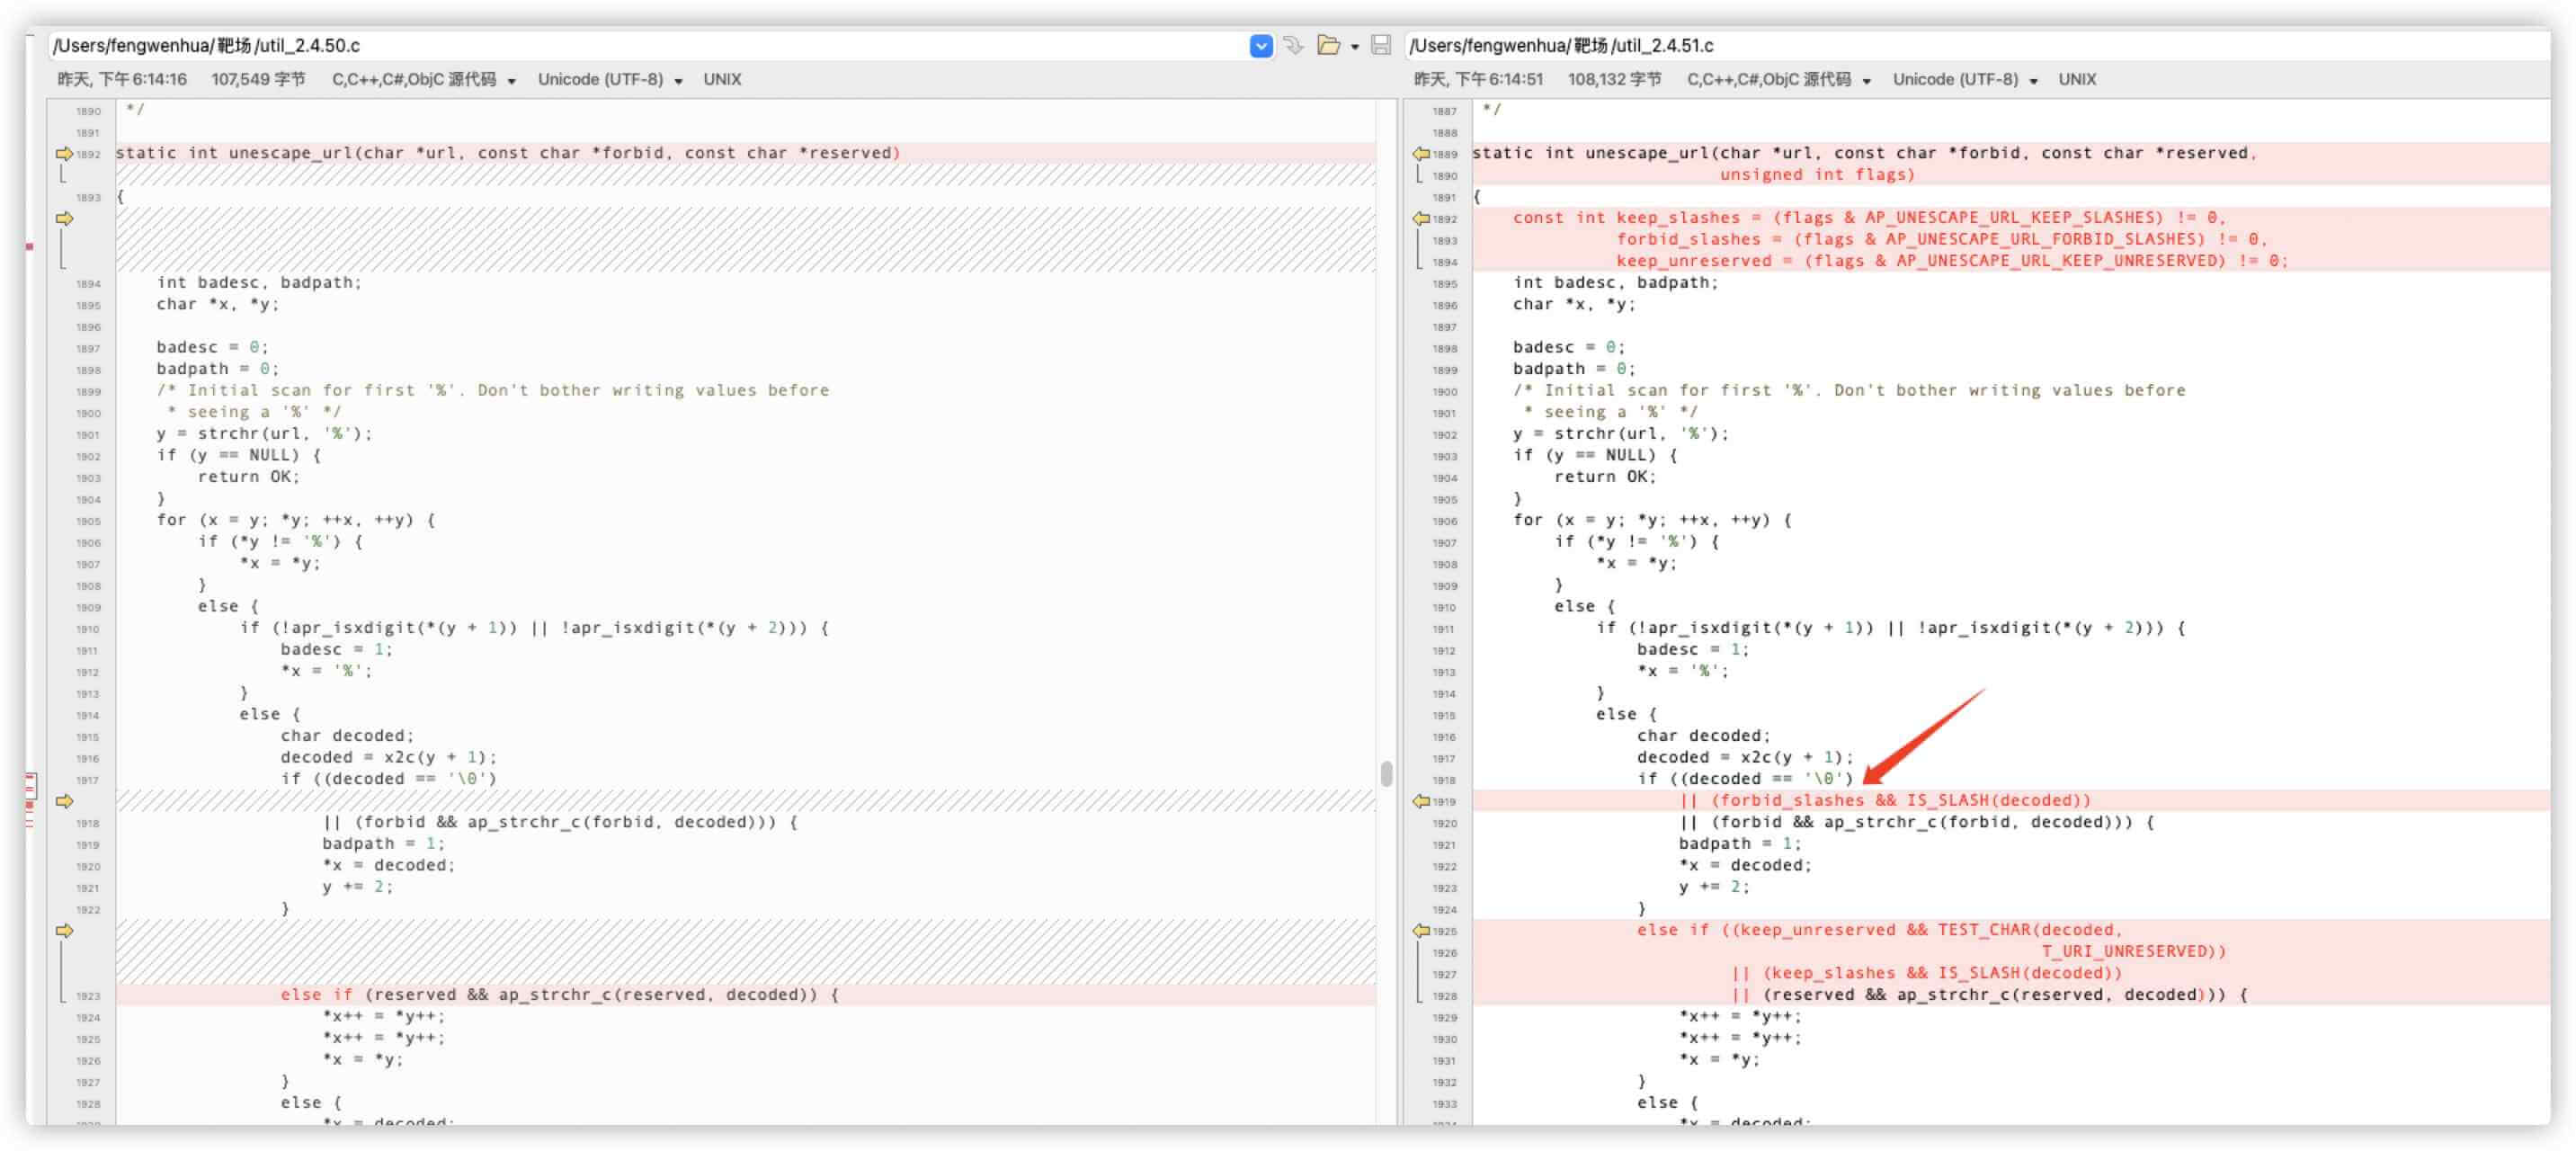 /Users/fengwenhua/靶场/util_2.4.50.c
昨天, 下午 6:14:16 107,549 字节 C,C++,C#,ObjC 源代码 Unicode (UTF-8) UNIX
1890 */
1891
1892 static int unescape_url(char *url, const char *forbid, const char *reserved)
1893 {
1894 int badesc, badpath;
1895 char *x, *y;
1896
1897 badesc = 0;
1898 badpath = 0;
1899 /* Initial scan for first '%'. Don't bother writing values before
1900 * seeing a '%' */
1901 y = strchr(url, '%');
1902 if (y == NULL) {
1903 return OK;
1904 }
1905 for (x = y; *y; ++x, ++y) {
1906 if (*y != '%') {
1907 *x = *y;
1908 }
1909 else {
1910 if (!apr_isxdigit(*(y + 1)) || !apr_isxdigit(*(y + 2))) {
1911 badesc = 1;
1912 *x = '%';
1913 }
1914 else {
1915 char decoded;
1916 decoded = x2c(y + 1);
1917 if ((decoded == '\0')
1918 || (forbid && ap_strchr_c(forbid, decoded))) {
1919 badpath = 1;
1920 *x = decoded;
1921 y += 2;
1922 }
1923 else if (reserved && ap_strchr_c(reserved, decoded)) {
1924 *x++ = *y++;
1925 *x++ = *y++;
1926 *x = *y;
1927 }
1928 else {
*x = decoded;
/Users/fengwenhua/靶场/util_2.4.51.c
昨天, 下午 6:14:51 108,132 字节 C,C++,C#,ObjC 源代码 Unicode (UTF-8) UNIX
1887 */
1888
1889 static int unescape_url(char *url, const char *forbid, const char *reserved,
1890 unsigned int flags)
1891 {
1892 const int keep_slashes = (flags & AP_UNESCAPE_URL_KEEP_SLASHES) != 0,
1893 forbid_slashes = (flags & AP_UNESCAPE_URL_FORBID_SLASHES) != 0,
1894 keep_unreserved = (flags & AP_UNESCAPE_URL_KEEP_UNRESERVED) != 0;
1895 int badesc, badpath;
1896 char *x, *y;
1897
1898 badesc = 0;
1899 badpath = 0;
1900 /* Initial scan for first '%'. Don't bother writing values before
1901 * seeing a '%' */
1902 y = strchr(url, '%');
1903 if (y == NULL) {
1904 return OK;
1905 }
1906 for (x = y; *y; ++x, ++y) {
1907 if (*y != '%') {
1908 *x = *y;
1909 }
1910 else {
1911 if (!apr_isxdigit(*(y + 1)) || !apr_isxdigit(*(y + 2))) {
1912 badesc = 1;
1913 *x = '%';
1914 }
1915 else {
1916 char decoded;
1917 decoded = x2c(y + 1);
1918 if ((decoded == '\0')
1919 || (forbid_slashes && IS_SLASH(decoded))
1920 || (forbid && ap_strchr_c(forbid, decoded))) {
1921 badpath = 1;
1922 *x = decoded;
1923 y += 2;
1924 }
1925 else if ((keep_unreserved && TEST_CHAR(decoded,
1926 T_URI_UNRESERVED))
1927 || (keep_slashes && IS_SLASH(decoded))
1928 || (reserved && ap_strchr_c(reserved, decoded))) {
1929 *x++ = *y++;
1930 *x++ = *y++;
1931 *x = *y;
1932 }
1933 else {
*x = decoded;